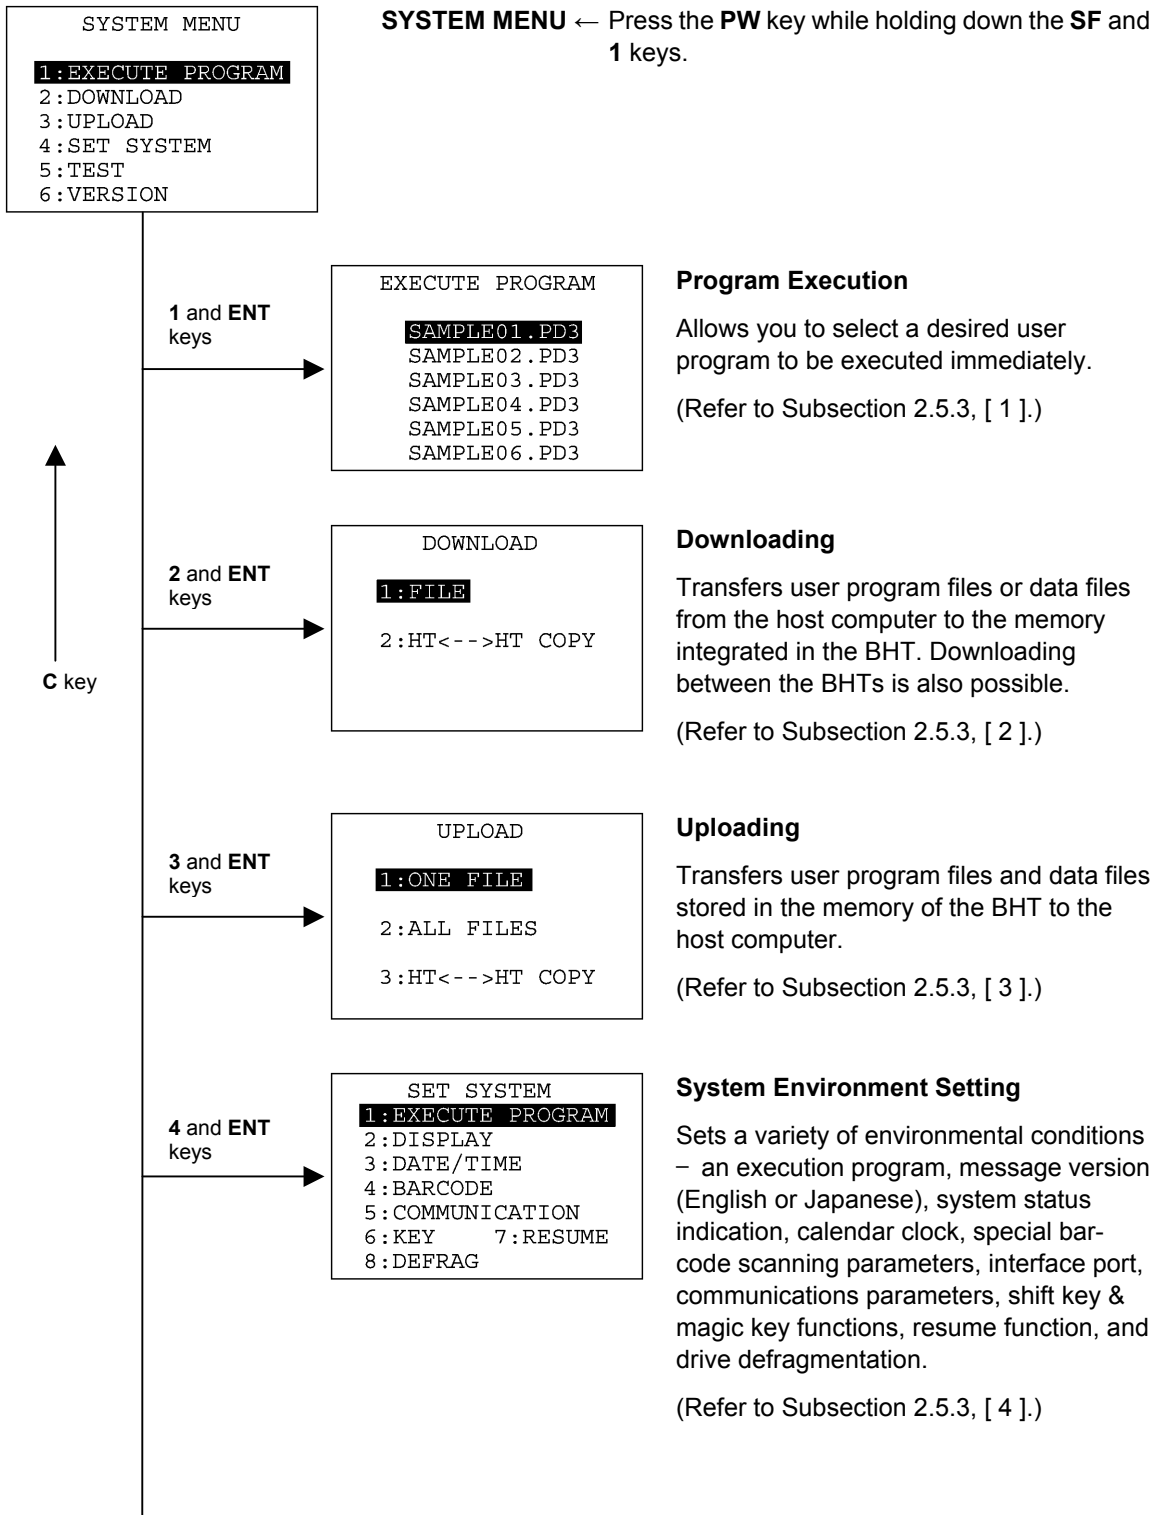 SYSTEM MENU
1:EXECUTE PROGRAM
2:DOWNLOAD
3:UPLOAD
4:SET SYSTEM
5:TEST
6:VERSION
SYSTEM MENU ← Press the PW key while holding down the SF and
1 keys.
1 and ENT
keys
EXECUTE PROGRAM
SAMPLE01.PD3
SAMPLE02.PD3
SAMPLE03.PD3
SAMPLE04.PD3
SAMPLE05.PD3
SAMPLE06.PD3
Program Execution
Allows you to select a desired user
program to be executed immediately.
(Refer to Subsection 2.5.3, [ 1 ].)
C key
2 and ENT
keys
DOWNLOAD
1:FILE
2:HT<-->HT COPY
Downloading
Transfers user program files or data files
from the host computer to the memory
integrated in the BHT. Downloading
between the BHTs is also possible.
(Refer to Subsection 2.5.3, [ 2 ].)
3 and ENT
keys
UPLOAD
1:ONE FILE
2:ALL FILES
3:HT<-->HT COPY
Uploading
Transfers user program files and data files
stored in the memory of the BHT to the
host computer.
(Refer to Subsection 2.5.3, [ 3 ].)
4 and ENT
keys
SET SYSTEM
1:EXECUTE PROGRAM
2:DISPLAY
3:DATE/TIME
4:BARCODE
5:COMMUNICATION
6:KEY 7:RESUME
8:DEFRAG
System Environment Setting
Sets a variety of environmental conditions
– an execution program, message version
(English or Japanese), system status
indication, calendar clock, special bar-
code scanning parameters, interface port,
communications parameters, shift key &
magic key functions, resume function, and
drive defragmentation.
(Refer to Subsection 2.5.3, [ 4 ].)